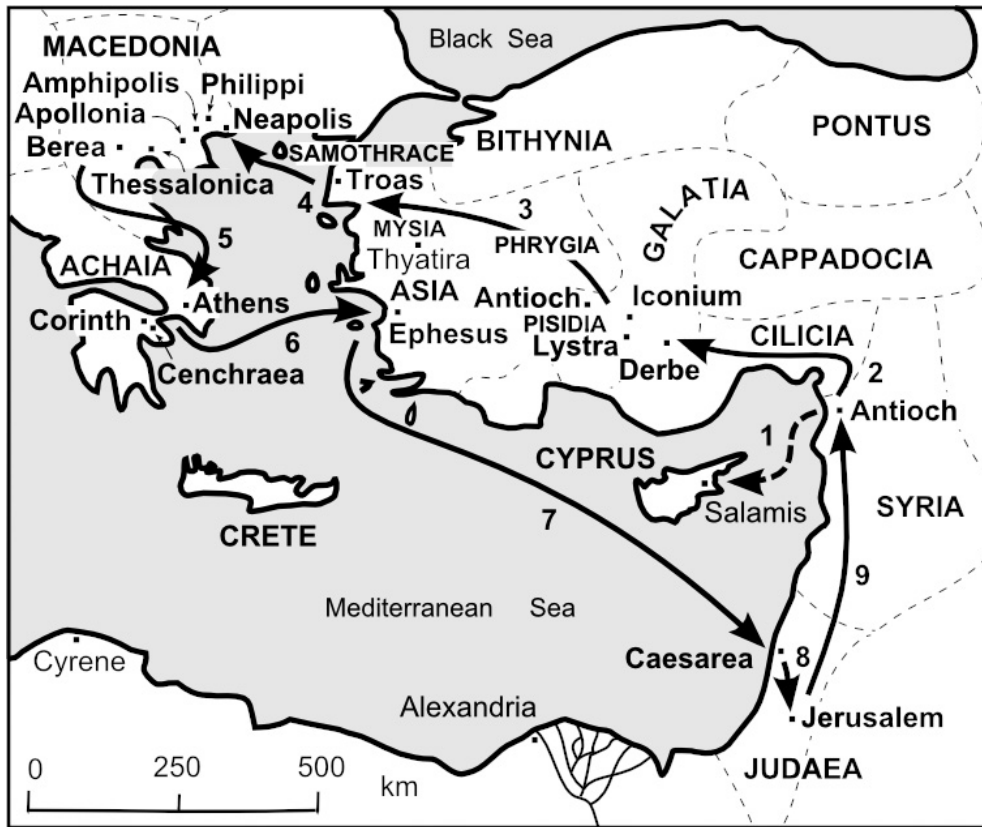 Black Sea
MACEDONIA
Amphipolis
Philippi
Apollonia
Neapolis
Berea
Thessalonica
SAMOTHRACE
BITHYNIA
PONTUS
Troas
4
3
GALATIA
5
MYSIA
Thyatira
PHRYGIA
CAPPADOCIA
ACHAIA
ASIA
Athens
Antioch
Iconium
Corinth
6
Ephesus
PISIDIA
Lystra
CILICIA
Cenchraea
Derbe
2
Antioch
1
CYPRUS
Salamis
SYRIA
7
CRETE
9
Mediterranean Sea
Cyrene
Caesarea
8
Alexandria
Jerusalem
JUDAEA
0 250 500
km